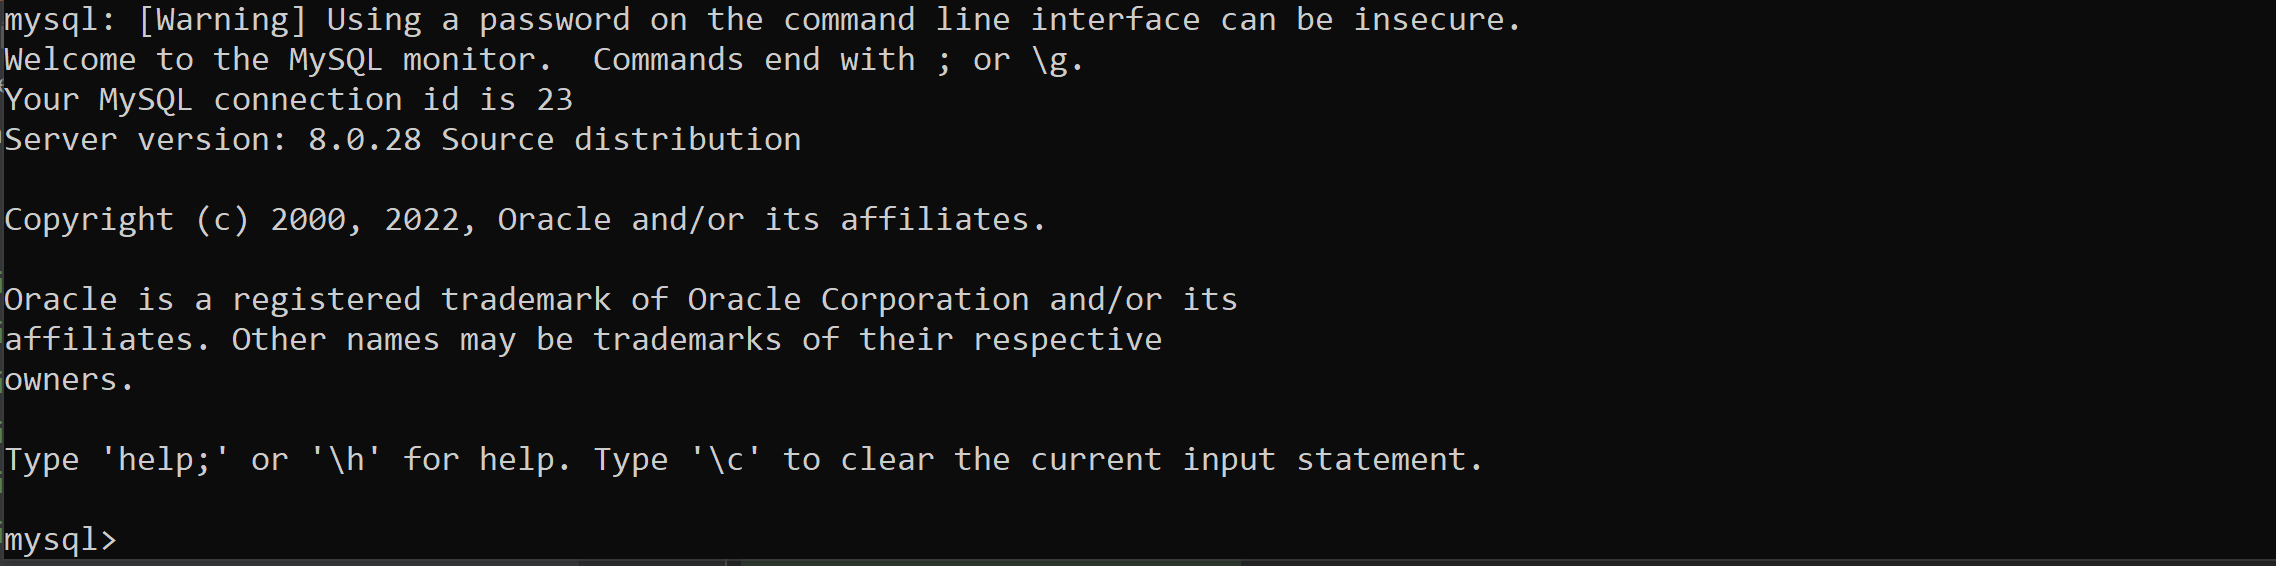 mysql: [Warning] Using a password on the command line interface can be insecure.
Welcome to the MySQL monitor.  Commands end with ; or \g.
Your MySQL connection id is 23
Server version: 8.0.28 Source distribution
Copyright (c) 2000, 2022, Oracle and/or its affiliates.
Oracle is a registered trademark of Oracle Corporation and/or its
affiliates. Other names may be trademarks of their respective
owners.
Type 'help;' or '\h' for help. Type '\c' to clear the current input statement.
mysql>